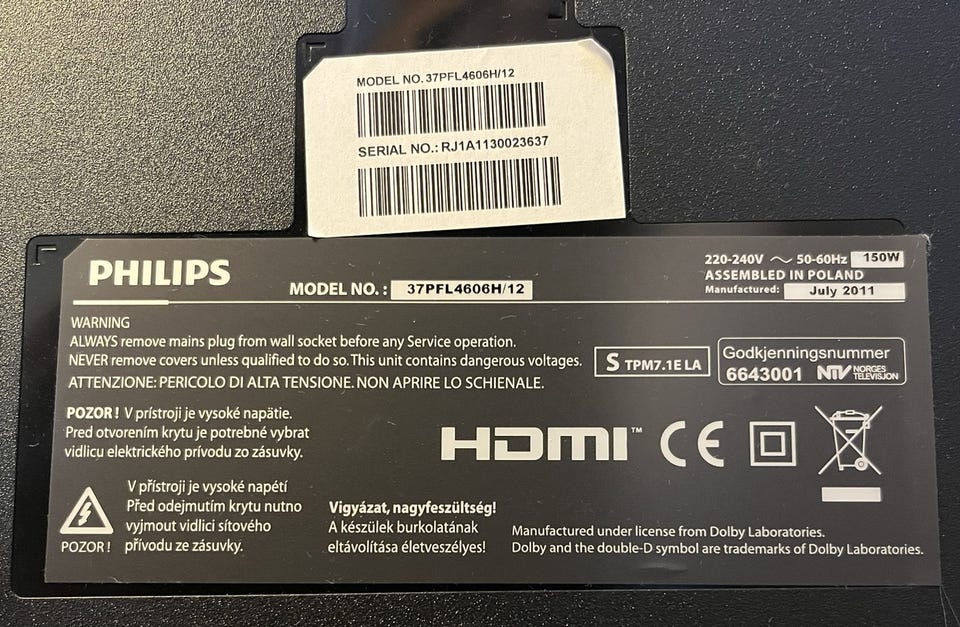 MODEL NO. 37PFL4606H/12
SERIAL NO.: RJ1A1130023637
PHILIPS
MODEL NO. : 37PFL4606H/12
220-240V ~ 50-60Hz 150W
ASSEMBLED IN POLAND
Manufactured: July 2011
WARNING
ALWAYS remove mains plug from wall socket before any Service operation.
NEVER remove covers unless qualified to do so. This unit contains dangerous voltages.
ATTENZIONE: PERICOLO DI ALTA TENSIONE. NON APRIRE LO SCHIENALE.
S TPM7.1E LA
Godkjenningsnummer
6643001 NTV NORGES TELEVISJON
POZOR! V prístroji je vysoké napätie.
Pred otvorením krytu je potrebné vybrat
vidlicu elektrického prívodu zo zásuvky.
HDMI™ CE
POZOR!
V přístroji je vysoké napétí
Před odejmutím krytu nutno
vyjmout vidlici sítového
přívodu ze zásuvky.
Vigyázat, nagyfeszültség!
A készülek burkolatának
eltávolítása életveszélyes!
Manufactured under license from Dolby Laboratories.
Dolby and the double-D symbol are trademarks of Dolby Laboratories.